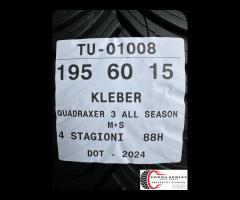 TU-01008
195 60 15
KLEBER
QUADRAXER 3 ALL SEASON
M+S
4 STAGIONI 88H
DOT - 2024